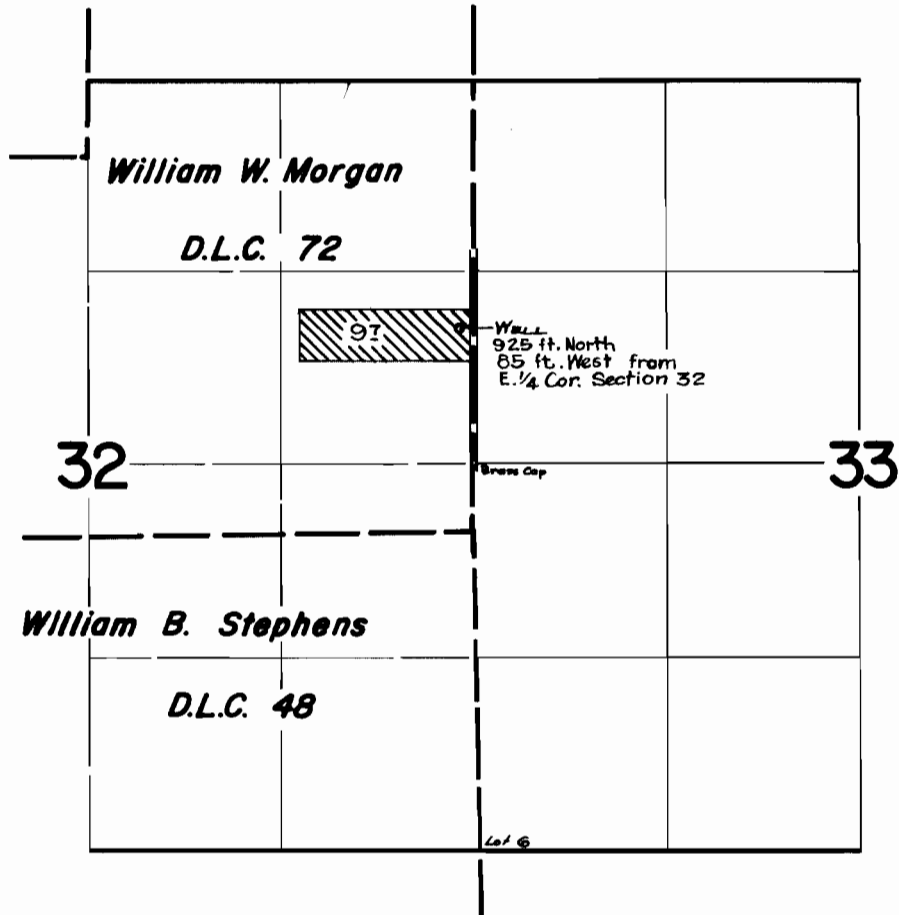 William W. Morgan
D.L.C. 72
97
WELL
925 ft. North
85 ft. West from
E. 1/4 Cor. Section 32
32
33
Brass Cap
William B. Stephens
D.L.C. 48
Lot 6